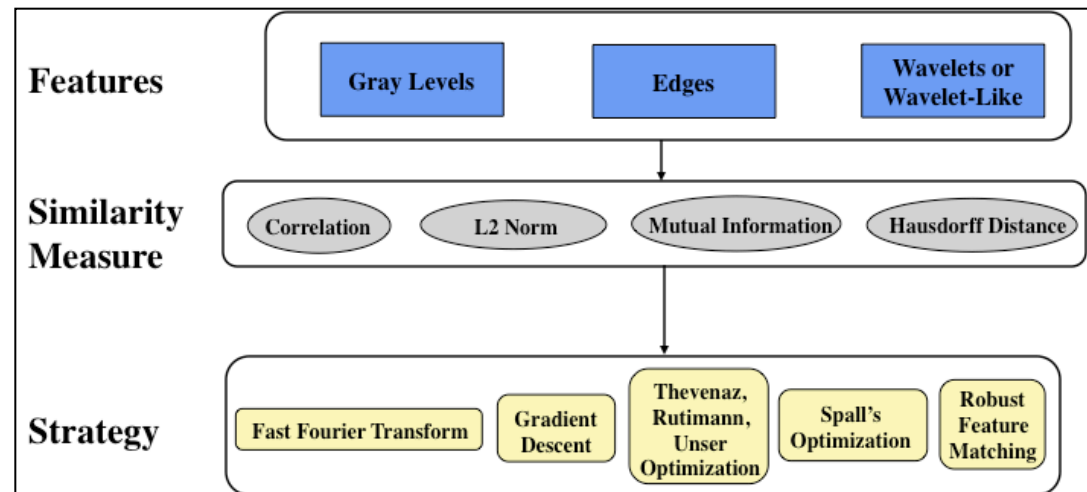 Features
Gray Levels
Edges
Wavelets or
Wavelet-Like
Similarity
Measure
Correlation
L2 Norm
Mutual Information
Hausdorff Distance
Strategy
Fast Fourier Transform
Gradient
Descent
Thevenaz,
Rutimann,
Unser
Optimization
Spall's
Optimization
Robust
Feature
Matching